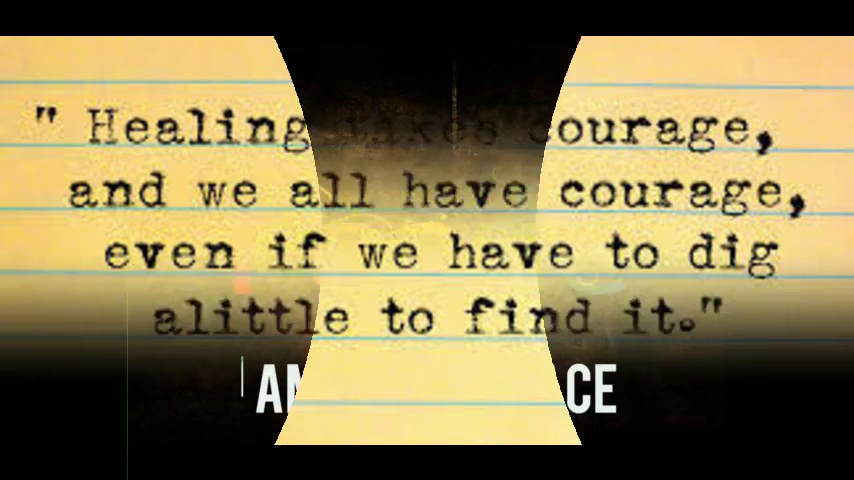 " Healing takes courage,
and we all have courage,
even if we have to dig
alittle to find it."